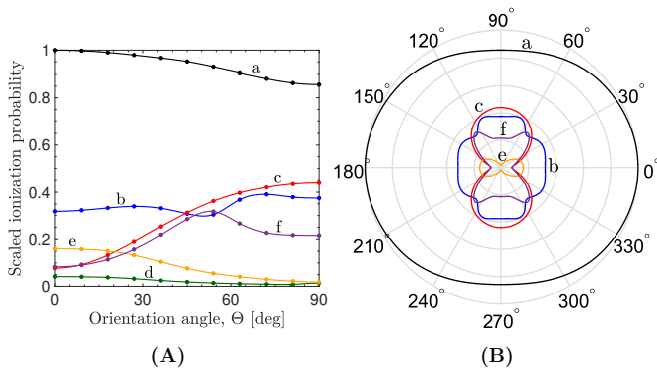 1
0.8
0.6
0.4
0.2
0
0
30
60
90
Scaled ionization probability
Orientation angle, Θ [deg]
a
b
c
f
e
d
(A)
90°
120°
60°
150°
30°
180°
0°
210°
330°
240°
300°
270°
a
c
f
e
b
(B)